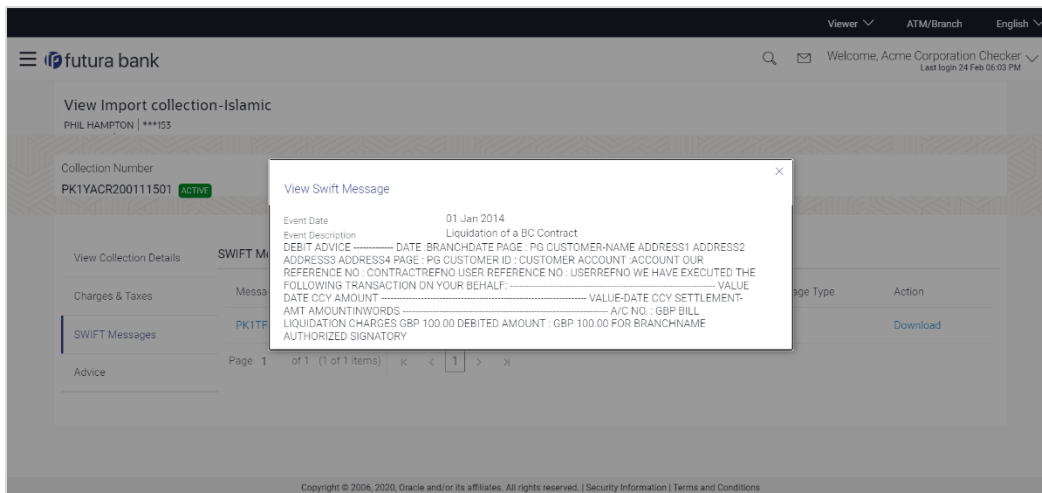 Viewer ATM/Branch English
futura bank
Welcome, Acme Corporation Checker
Last login 24 Feb 06:03 PM
View Import collection-Islamic
PHIL HAMPTON | ***153
Collection Number
PK1YACR200111501 ACTIVE
View Swift Message
Event Date 01 Jan 2014
Event Description Liquidation of a BC Contract
DEBIT ADVICE ------------- DATE :BRANCHDATE PAGE : PG CUSTOMER-NAME ADDRESS1 ADDRESS2
ADDRESS3 ADDRESS4 PAGE : PG CUSTOMER ID : CUSTOMER ACCOUNT :ACCOUNT OUR
REFERENCE NO : CONTRACTREFNO USER REFERENCE NO : USERREFNO WE HAVE EXECUTED THE
FOLLOWING TRANSACTION ON YOUR BEHALF: ------------------------------------------------------------- VALUE
DATE CCY AMOUNT ------------------------------------------------------------- VALUE-DATE CCY SETTLEMENT-
AMT AMOUNTINWORDS ------------------------------------------------------------- A/C NO. : GBP BILL
LIQUIDATION CHARGES GBP 100.00 DEBITED AMOUNT : GBP 100.00 FOR BRANCHNAME
AUTHORIZED SIGNATORY
View Collection Details
Charges & Taxes
SWIFT Messages
Advice
SWIFT
Type Action
PK1TF Download
Page 1 of 1 (1 of 1 items) K < 1 > >|
Copyright © 2006, 2020, Oracle and/or its affiliates. All rights reserved. | Security Information | Terms and Conditions